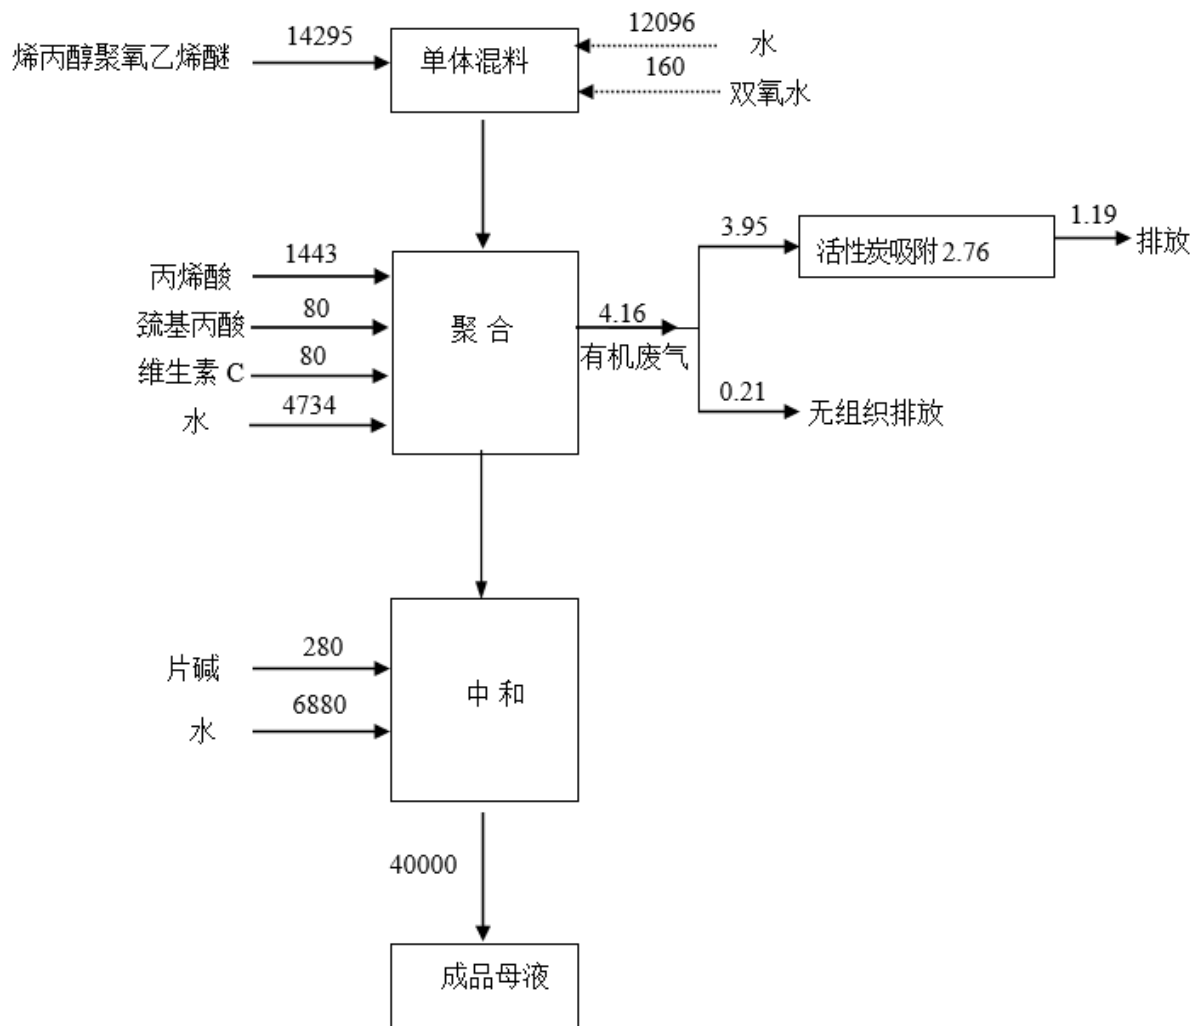 14295
12096
烯丙醇聚氧乙烯醚
单体混料
水
160
双氧水
3.95
1.19
活性炭吸附 2.76
排放
1443
丙烯酸
80
巯基丙酸
聚 合
4.16
有机废气
80
维生素 C
0.21
无组织排放
4734
水
280
片碱
中 和
6880
水
40000
成品母液